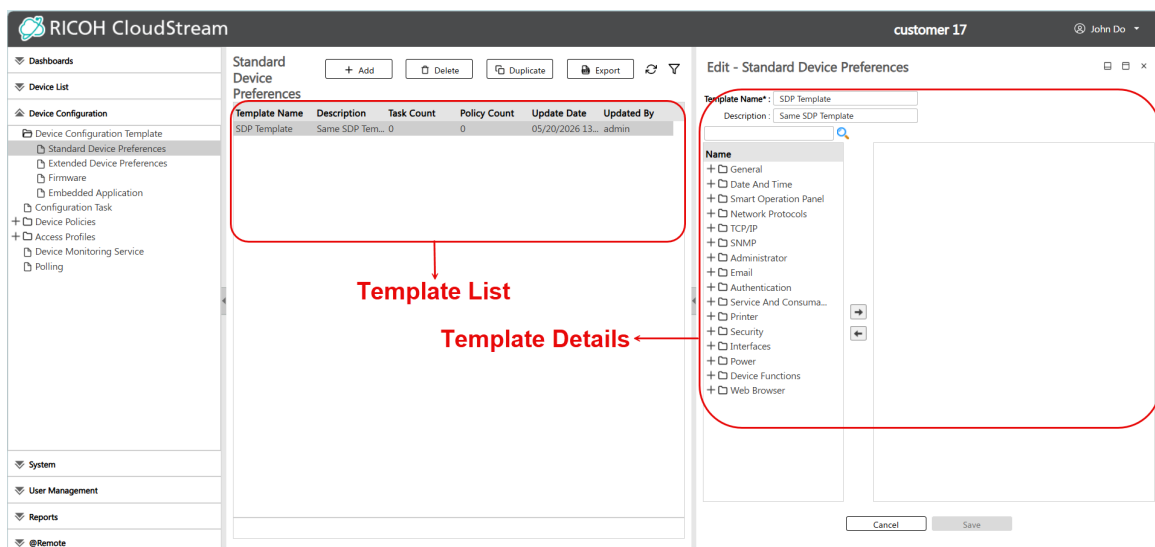 RICOH CloudStream
customer 17
John Do
Dashboards
Device List
Device Configuration
Device Configuration Template
Standard Device Preferences
Extended Device Preferences
Firmware
Embedded Application
Configuration Task
Device Policies
Access Profiles
Device Monitoring Service
Polling
System
User Management
Reports
@Remote
Standard
Device
Preferences
+ Add
Delete
Duplicate
Export
Template Name Description Task Count Policy Count Update Date Updated By
SDP Template Same SDP Tem... 0 0 05/20/2026 13... admin
Template List
Template Details
Edit - Standard Device Preferences
Template Name* : SDP Template
Description : Same SDP Template
Name
General
Date And Time
Smart Operation Panel
Network Protocols
TCP/IP
SNMP
Administrator
Email
Authentication
Service And Consuma...
Printer
Security
Interfaces
Power
Device Functions
Web Browser
Cancel
Save